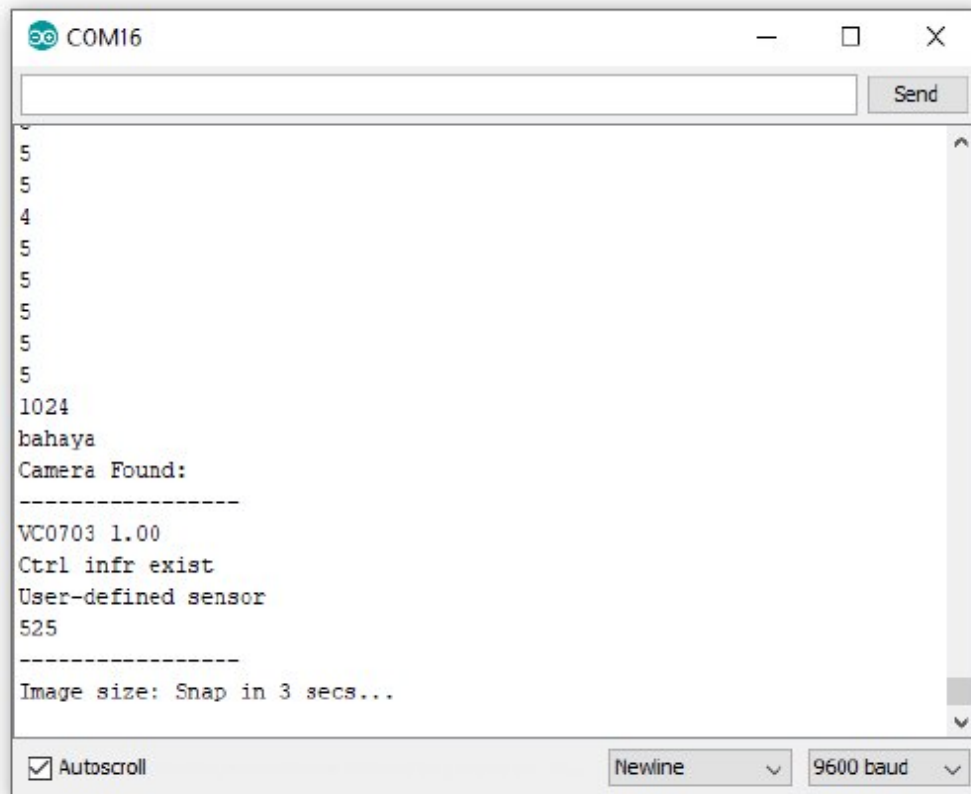 COM16
Send
5
5
4
5
5
5
5
5
1024
bahaya
Camera Found:
-----------------
VC0703 1.00
Ctrl infr exist
User-defined sensor
525
-----------------
Image size: Snap in 3 secs...
Autoscroll
Newline
9600 baud